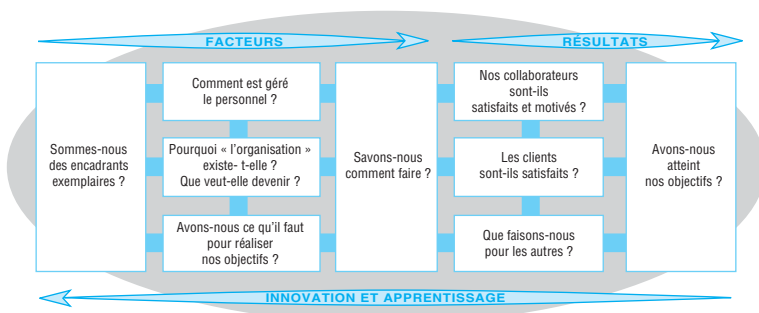 FACTEURS
RÉSULTATS
Sommes-nous
des encadrants
exemplaires ?
Comment est géré
le personnel ?
Pourquoi « l'organisation »
existe- t-elle ?
Que veut-elle devenir ?
Avons-nous ce qu'il faut
pour réaliser
nos objectifs ?
Savons-nous
comment faire ?
Nos collaborateurs
sont-ils
satisfaits et motivés ?
Les clients
sont-ils satisfaits ?
Que faisons-nous
pour les autres ?
Avons-nous
atteint
nos objectifs ?
INNOVATION ET APPRENTISSAGE